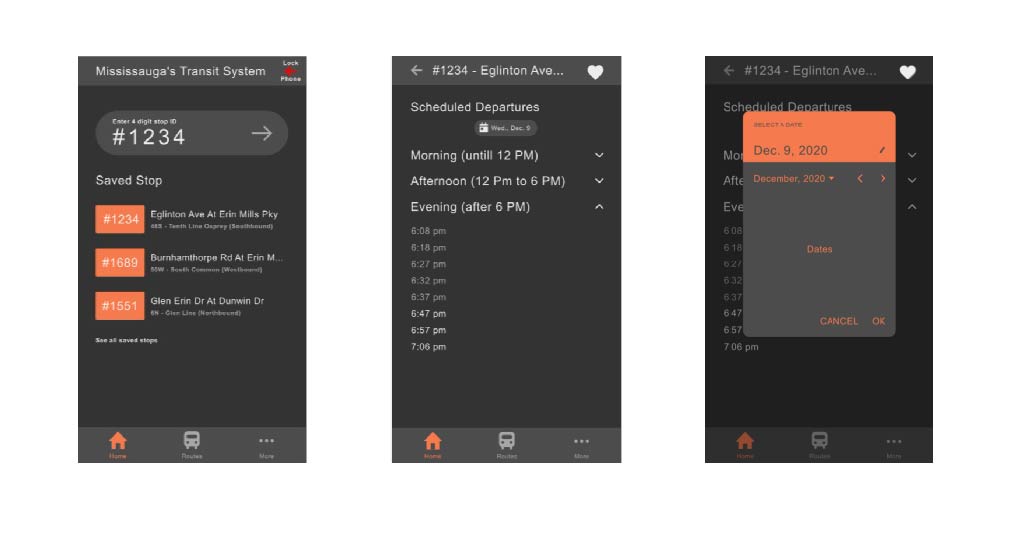 Mississauga's Transit System
Lock
Phone
Enter 4 digit stop ID
#1234
Saved Stop
#1234
Eglinton Ave At Erin Mills Pky
48S - Tenth Line Osprey (Southbound)
#1689
Burnhamthorpe Rd At Erin M...
55W - South Common (Westbound)
#1551
Glen Erin Dr At Dunwin Dr
6N - Glen Line (Northbound)
See all saved stops
Home
Routes
More
#1234 - Eglinton Ave...
Scheduled Departures
Wed., Dec. 9
Morning (untill 12 PM)
Afternoon (12 Pm to 6 PM)
Evening (after 6 PM)
6:08 pm
6:18 pm
6:27 pm
6:32 pm
6:37 pm
6:47 pm
6:57 pm
7:06 pm
Home
Routes
More
#1234 - Eglinton Ave...
Scheduled Departures
SELECT A DATE
Dec. 9, 2020
Mor
December, 2020
Afte
Eve
6:08
6:18
Dates
6:27
6:32
6:37
6:47
CANCEL OK
6:57
7:06 pm
Home
Routes
More